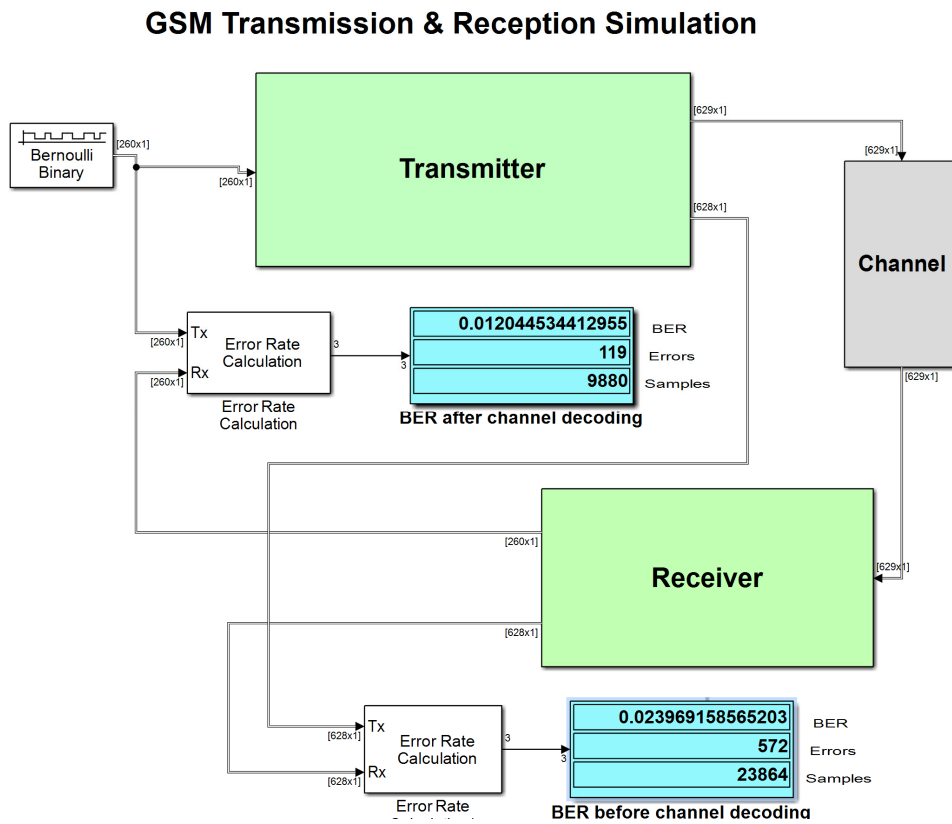 GSM Transmission & Reception Simulation
[629x1]
Bernoulli
Binary
[260x1]
[260x1]
Transmitter
[629x1]
[628x1]
Channel
[629x1]
Tx
Rx
[260x1]
[260x1]
Error Rate
Calculation
3
3
Error Rate
Calculation
0.012044534412955
BER
119
Errors
9880
Samples
BER after channel decoding
[260x1]
[628x1]
Receiver
[629x1]
Tx
Rx
[628x1]
[628x1]
Error Rate
Calculation
3
3
Error Rate
0.023969158565203
BER
572
Errors
23864
Samples
BER before channel decoding